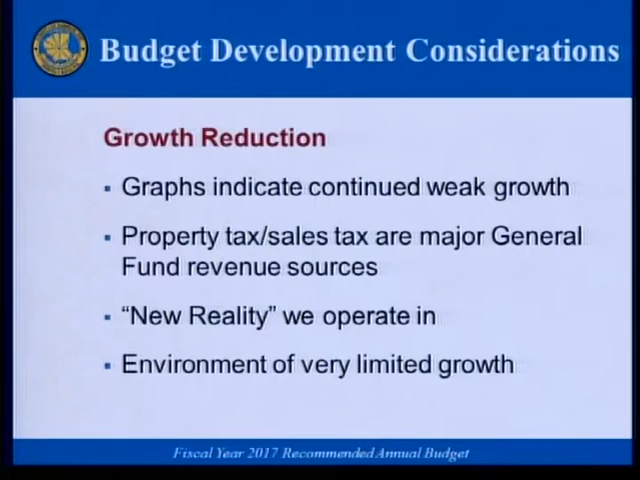 Budget Development Considerations
Growth Reduction
▪ Graphs indicate continued weak growth
▪ Property tax/sales tax are major General
Fund revenue sources
▪ “New Reality” we operate in
▪ Environment of very limited growth
Fiscal Year 2017 Recommended Annual Budget